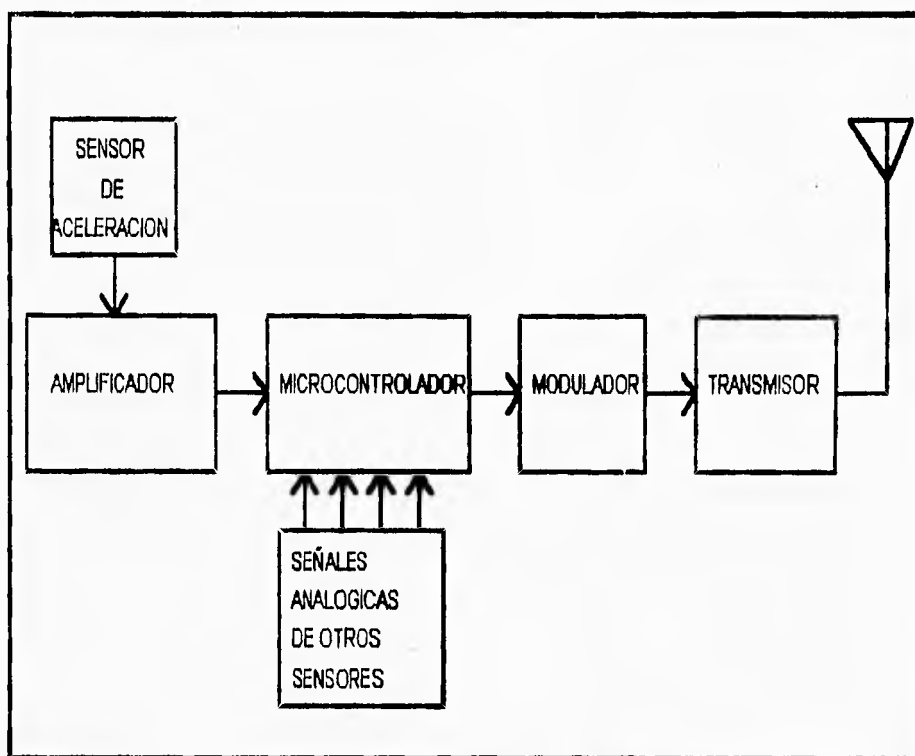 SENSOR
DE
ACELERACION
AMPLIFICADOR
MICROCONTROLADOR
MODULADOR
TRANSMISOR
SEÑALES
ANALOGICAS
DE OTROS
SENSORES